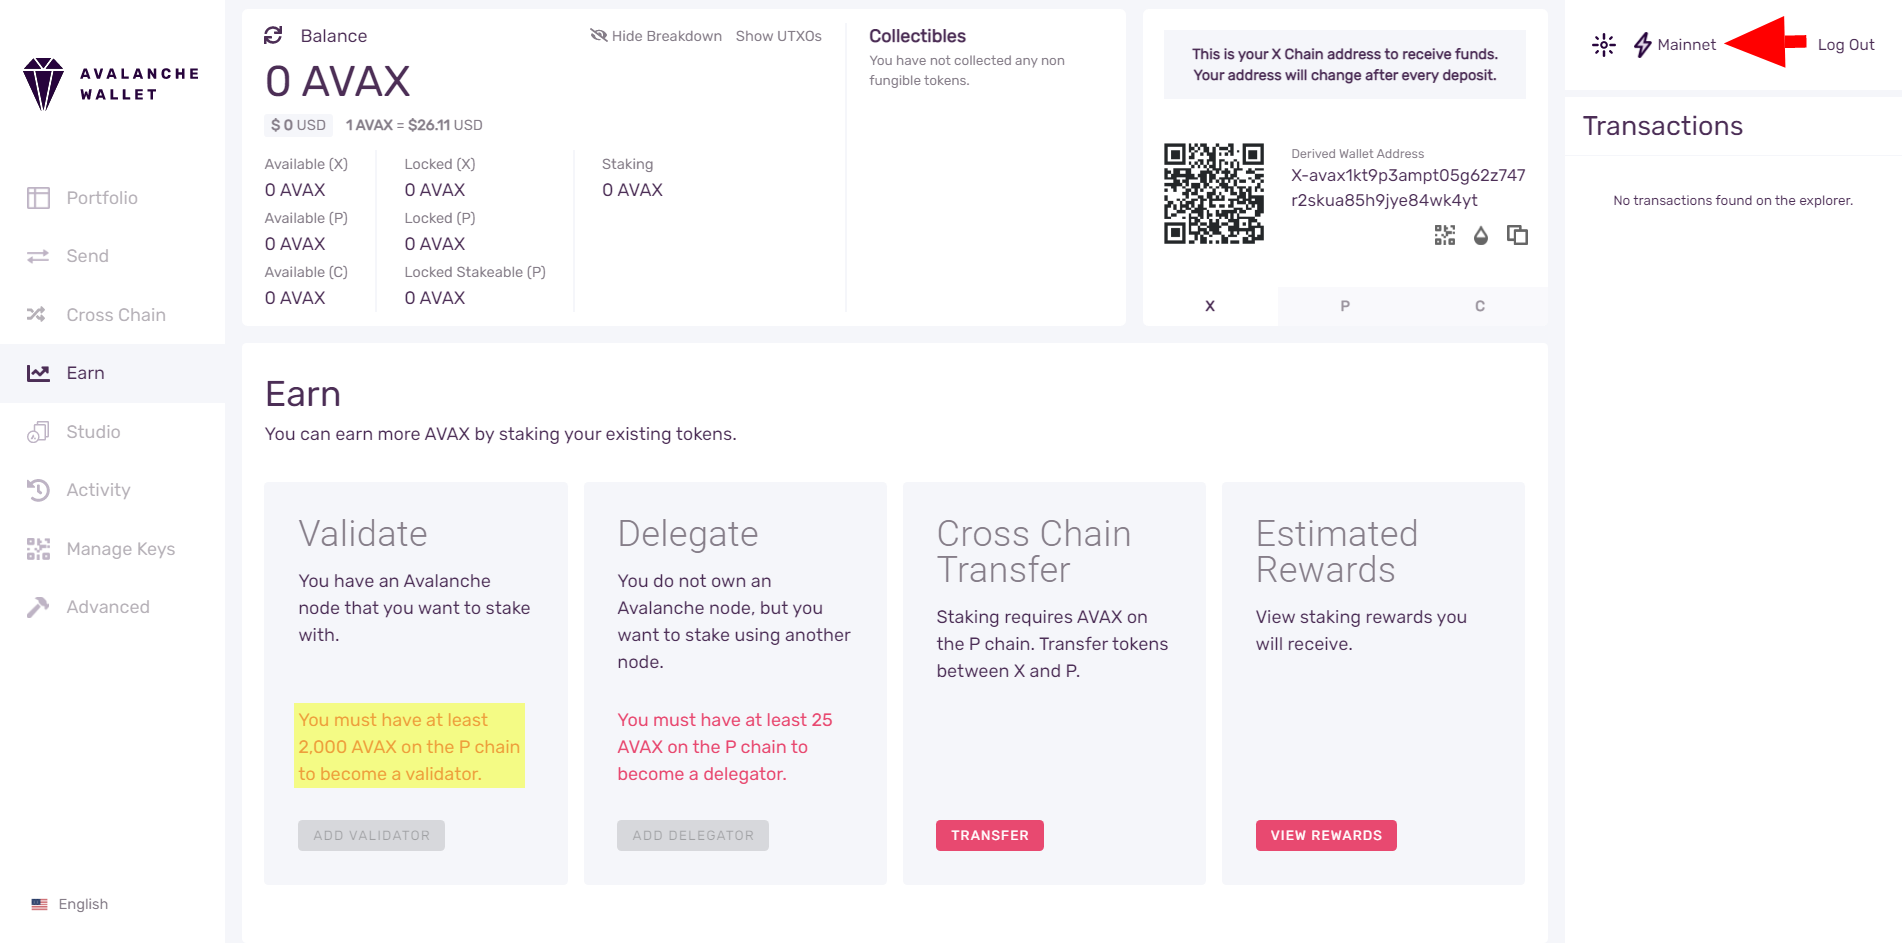 AVALANCHE
WALLET
Portfolio
Send
Cross Chain
Earn
Studio
Activity
Manage Keys
Advanced
English
Balance
Hide Breakdown Show UTXOs
0 AVAX
$ 0 USD 1 AVAX = $26.11 USD
Available (X)
0 AVAX
Available (P)
0 AVAX
Available (C)
0 AVAX
Locked (X)
0 AVAX
Locked (P)
0 AVAX
Locked Stakeable (P)
0 AVAX
Staking
0 AVAX
Collectibles
You have not collected any non
fungible tokens.
This is your X Chain address to receive funds.
Your address will change after every deposit.
Derived Wallet Address
X-avax1kt9p3ampt05g62z747
r2skua85h9jye84wk4yt
X P C
Mainnet Log Out
Transactions
No transactions found on the explorer.
Earn
You can earn more AVAX by staking your existing tokens.
Validate
You have an Avalanche
node that you want to stake
with.
You must have at least
2,000 AVAX on the P chain
to become a validator.
ADD VALIDATOR
Delegate
You do not own an
Avalanche node, but you
want to stake using another
node.
You must have at least 25
AVAX on the P chain to
become a delegator.
ADD DELEGATOR
Cross Chain
Transfer
Staking requires AVAX on
the P chain. Transfer tokens
between X and P.
TRANSFER
Estimated
Rewards
View staking rewards you
will receive.
VIEW REWARDS